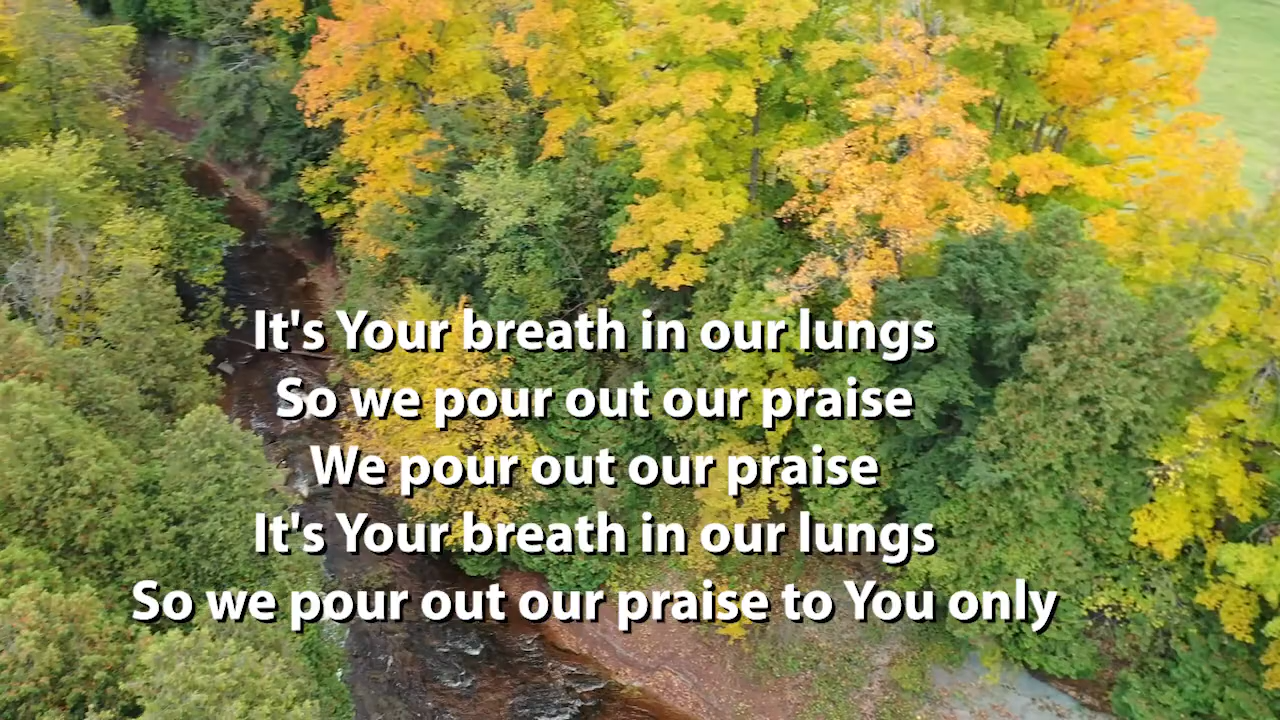 It's Your breath in our lungs
So we pour out our praise
We pour out our praise
It's Your breath in our lungs
So we pour out our praise to You only